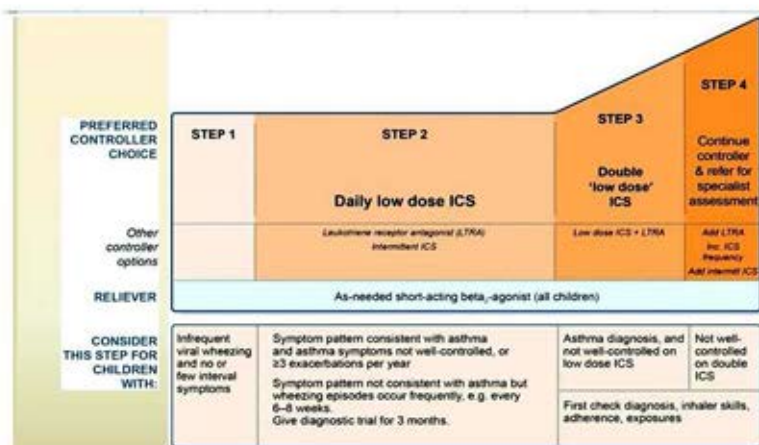 PREFERRED
CONTROLLER
CHOICE
STEP 1
STEP 2
Daily low dose ICS
STEP 3
Double
‘low dose’
ICS
STEP 4
Continue
controller
& refer for
specialist
assessment
Other
controller
options
Leukotriene receptor antagonist (LTRA)
Intermittent ICS
Low dose ICS + LTRA
Add LTRA
Inc. ICS
frequency
Add intermitt ICS
RELIEVER
As-needed short-acting beta₂-agonist (all children)
CONSIDER
THIS STEP FOR
CHILDREN
WITH:
Infrequent
viral wheezing
and no or
few interval
symptoms
Symptom pattern consistent with asthma
and asthma symptoms not well-controlled, or
≥3 exacerbations per year
Symptom pattern not consistent with asthma but
wheezing episodes occur frequently, e.g. every
6–8 weeks.
Give diagnostic trial for 3 months.
Asthma diagnosis, and
not well-controlled on
low dose ICS
Not well-
controlled
on double
ICS
First check diagnosis, inhaler skills,
adherence, exposures